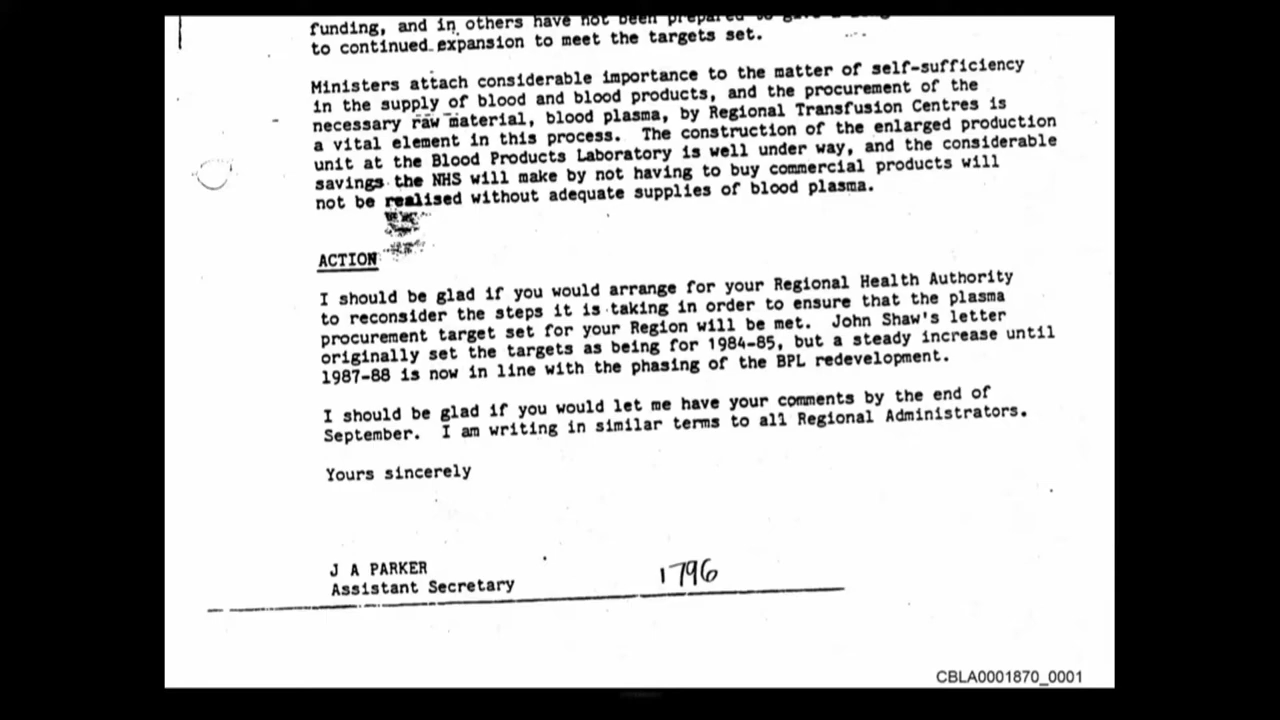 funding, and in others have not been prepared to
to continued expansion to meet the targets set.
Ministers attach considerable importance to the matter of self-sufficiency
in the supply of blood and blood products, and the procurement of the
necessary raw material, blood plasma, by Regional Transfusion Centres is
a vital element in this process. The construction of the enlarged production
unit at the Blood Products Laboratory is well under way, and the considerable
savings the NHS will make by not having to buy commercial products will
not be realised without adequate supplies of blood plasma.
ACTION
I should be glad if you would arrange for your Regional Health Authority
to reconsider the steps it is taking in order to ensure that the plasma
procurement target set for your Region will be met. John Shaw's letter
originally set the targets as being for 1984-85, but a steady increase until
1987-88 is now in line with the phasing of the BPL redevelopment.
I should be glad if you would let me have your comments by the end of
September. I am writing in similar terms to all Regional Administrators.
Yours sincerely
J A PARKER
Assistant Secretary
1796
CBLA0001870_0001